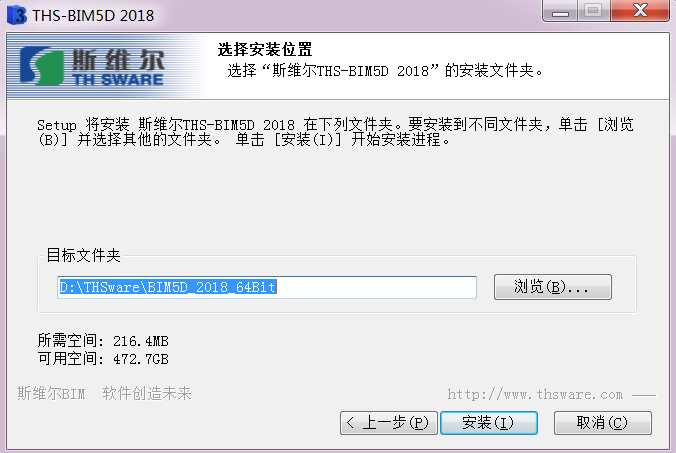 THS-BIM5D 2018
斯维尔
TH SWARE
选择安装位置
选择“斯维尔THS-BIM5D 2018”的安装文件夹。
Setup 将安装 斯维尔THS-BIM5D 2018 在下列文件夹。要安装到不同文件夹，单击 [浏览
(B)] 并选择其他的文件夹。 单击 [安装(I)] 开始安装进程。
目标文件夹
D:\THSware\BIM5D_2018_64Bit
浏览(B)...
所需空间: 216.4MB
可用空间: 472.7GB
斯维尔BIM 软件创造未来
http://www.thsware.com
< 上一步(P)
安装(I)
取消(C)